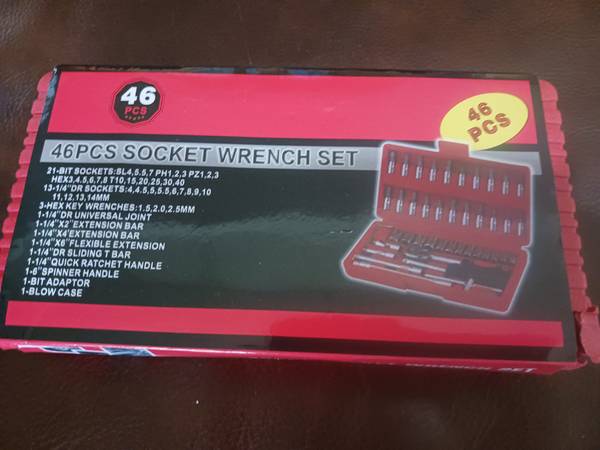 46
PCS
46
PCS
46PCS SOCKET WRENCH SET
21-BIT SOCKETS:SL4,5.5,7 PH1,2,3 PZ1,2,3
HEX3,4,5,6,7,8 T10,15,20,25,30,40
13-1/4"DR SOCKETS:4,4.5,5,5.5,6,7,8,9,10
11,12,13,14MM
3-HEX KEY WRENCHES:1.5,2.0,2.5MM
1-1/4"DR UNIVERSAL JOINT
1-1/4"X2"EXTENSION BAR
1-1/4"X4"EXTENSION BAR
1-1/4"X6"FLEXIBLE EXTENSION
1-1/4"DR SLIDING T BAR
1-1/4"QUICK RATCHET HANDLE
1-6"SPINNER HANDLE
1-BIT ADAPTOR
1-BLOW CASE
WRENCH SET